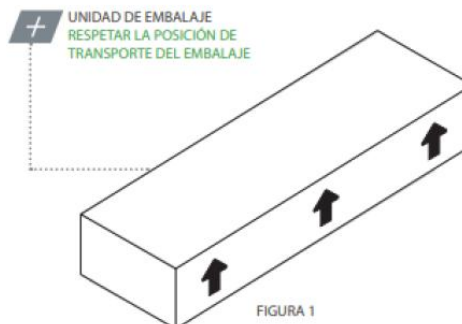 UNIDAD DE EMBALAJE
RESPETAR LA POSICIÓN DE
TRANSPORTE DEL EMBALAJE
FIGURA 1